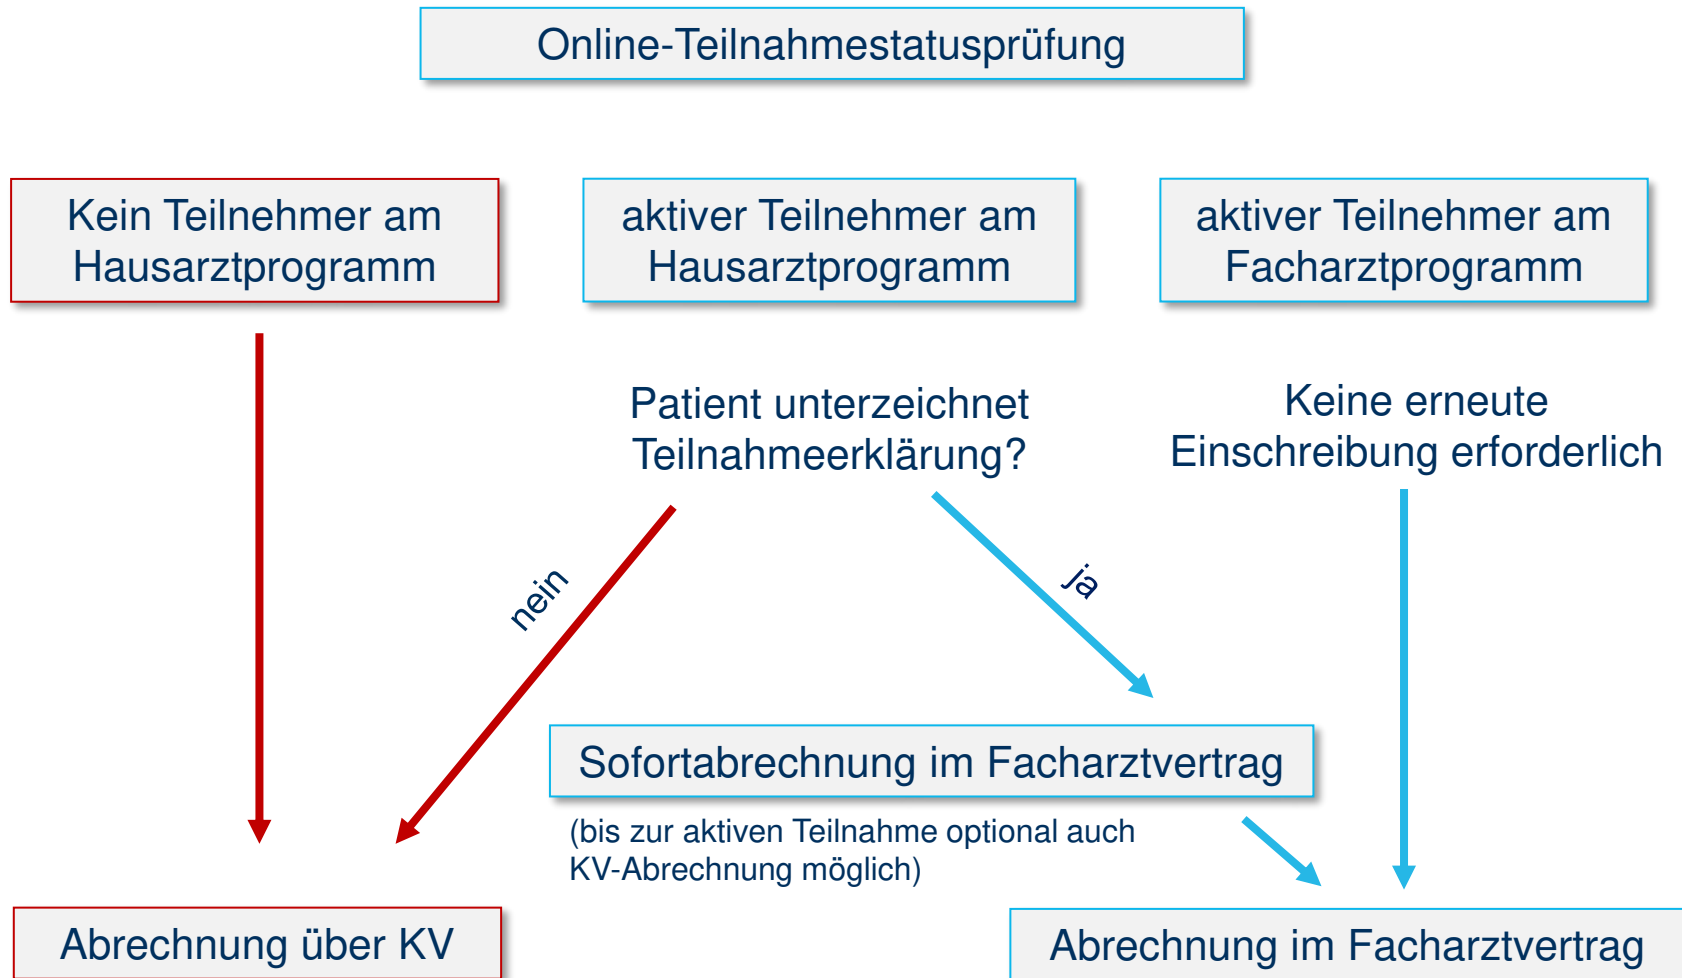 Online-Teilnahmestatusprüfung
Kein Teilnehmer am
Hausarztprogramm
aktiver Teilnehmer am
Hausarztprogramm
aktiver Teilnehmer am
Facharztprogramm
Patient unterzeichnet
Teilnahmeerklärung?
Keine erneute
Einschreibung erforderlich
nein
ja
Sofortabrechnung im Facharztvertrag
(bis zur aktiven Teilnahme optional auch
KV-Abrechnung möglich)
Abrechnung über KV
Abrechnung im Facharztvertrag